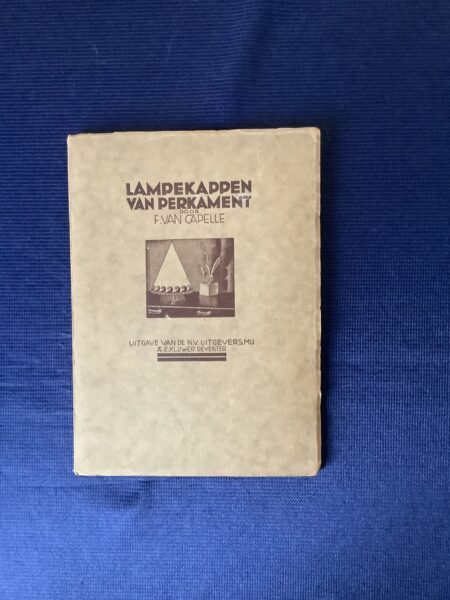 LAMPEKAPPEN
VAN PERKAMENT
DOOR
F. VAN CAPELLE
UITGAVE VAN DE N.V. UITGEVERS-MIJ
Æ. E. KLUWER DEVENTER